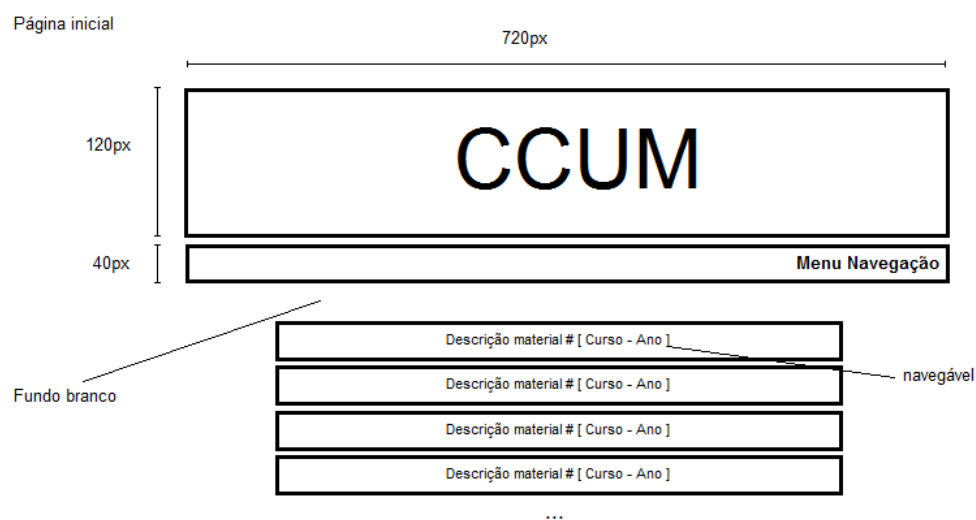 Página inicial
720px
120px
CCUM
40px
Menu Navegação
Descrição material # [ Curso - Ano ]
navegável
Fundo branco
Descrição material # [ Curso - Ano ]
Descrição material # [ Curso - Ano ]
Descrição material # [ Curso - Ano ]
...